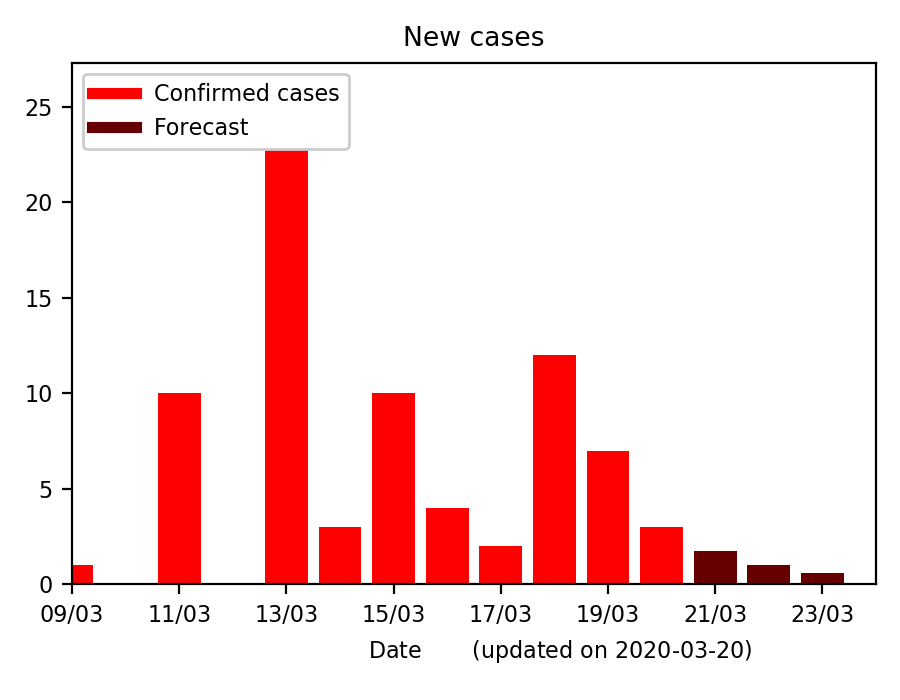 New cases
Confirmed cases
Forecast
25
20
15
10
5
0
09/03 11/03 13/03 15/03 17/03 19/03 21/03 23/03
Date (updated on 2020-03-20)